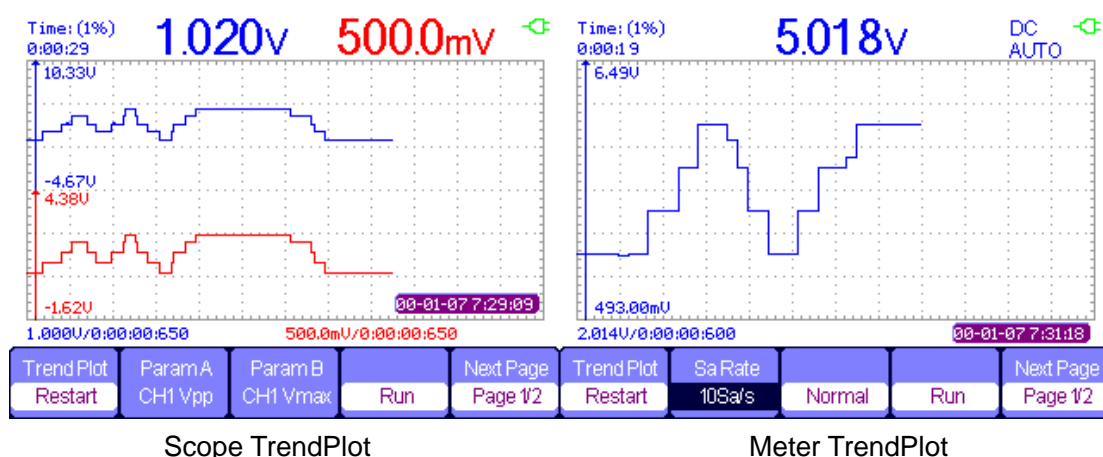 Time: (1%)
0:00:29
1.020V
500.0mV
10.33V
-4.67V
4.38V
-1.62V
00-01-07 7:29:09
1.000V/0:00:00:650
500.0mV/0:00:00:650
Trend Plot
Restart
Param A
CH1 Vpp
Param B
CH1 Vmax
Run
Next Page
Page 1/2
Scope TrendPlot
Time: (1%)
0:00:19
5.018V
DC
AUTO
6.49V
493.00mV
2.014V/0:00:00:600
00-01-07 7:31:18
Trend Plot
Restart
Sa Rate
10Sa/s
Normal
Run
Next Page
Page 1/2
Meter TrendPlot